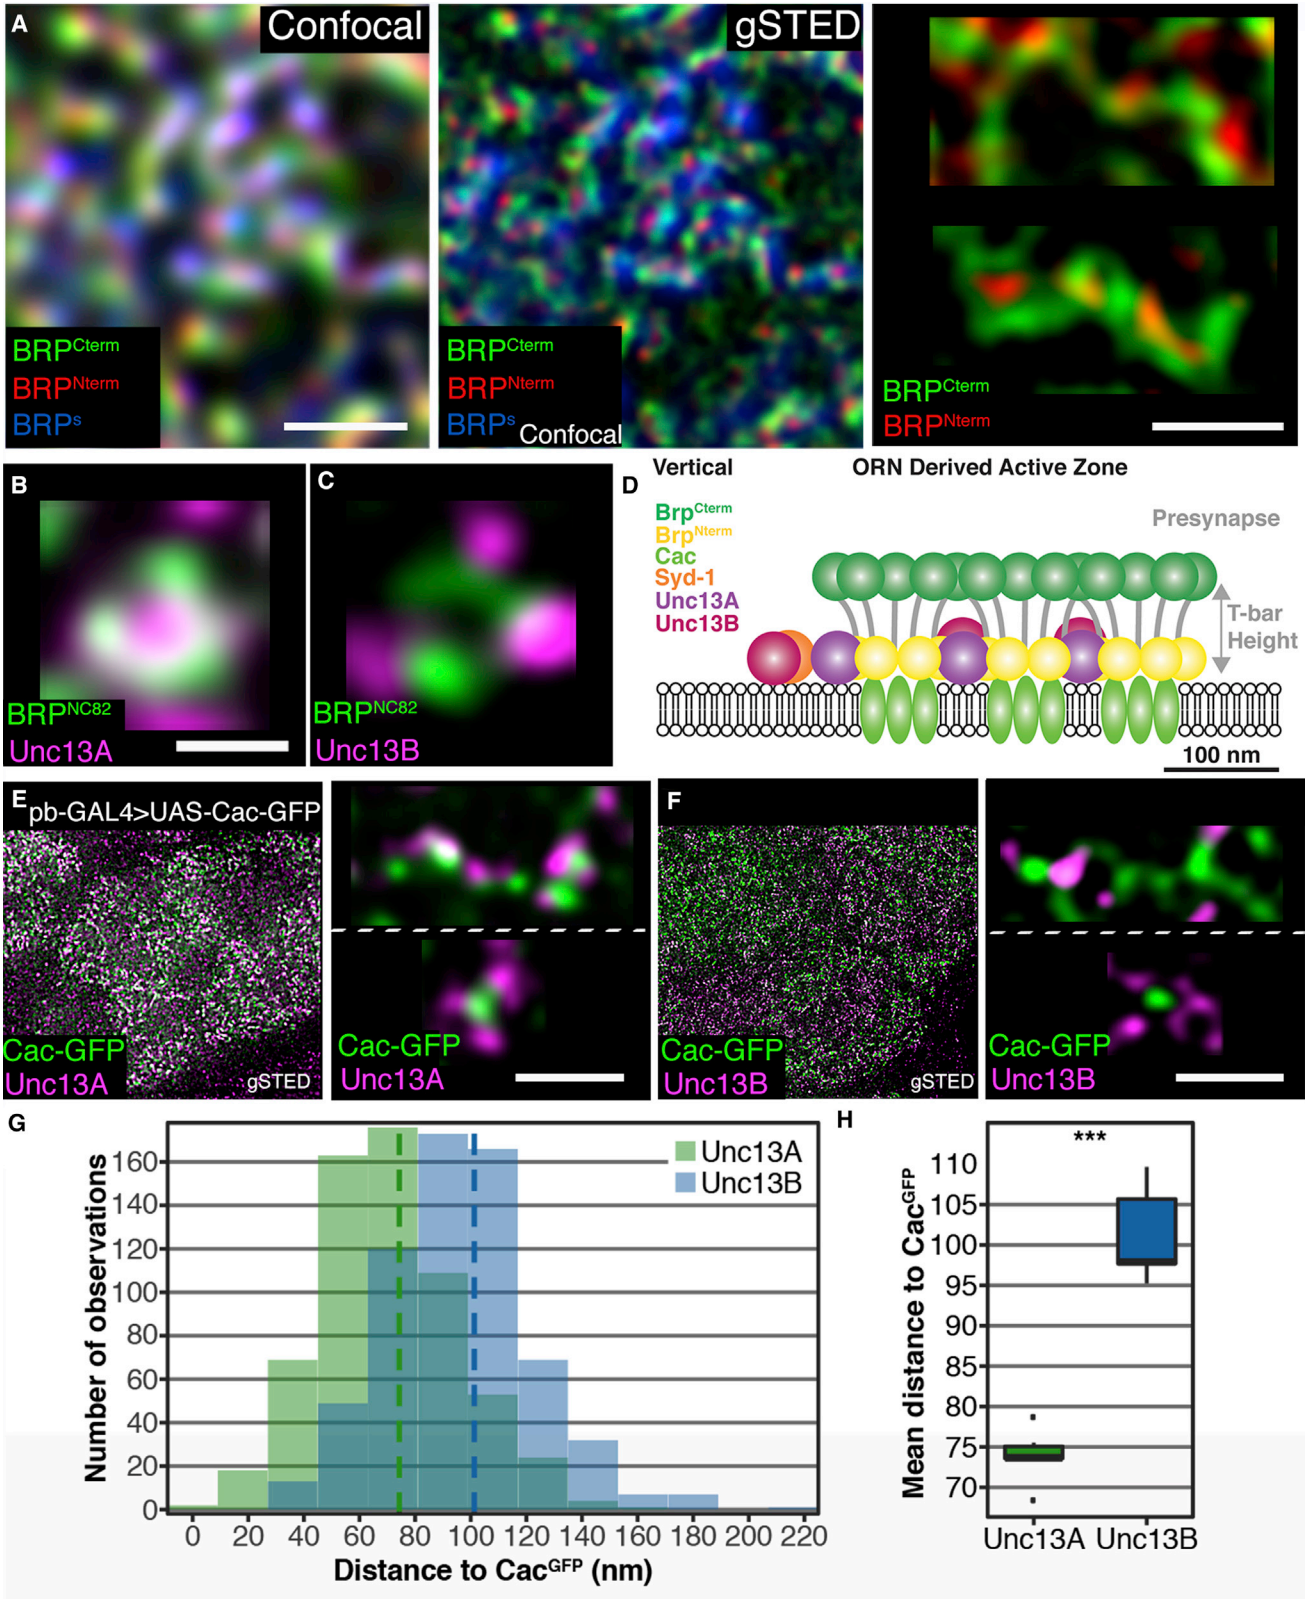 A
Confocal
BRPCterm
BRPNterm
BRPs
gSTED
BRPCterm
BRPNterm
BRPs Confocal
BRPCterm
BRPNterm
B
BRPNC82
Unc13A
C
BRPNC82
Unc13B
D
Vertical
ORN Derived Active Zone
BrpCterm
BrpNterm
Cac
Syd-1
Unc13A
Unc13B
Presynapse
T-bar
Height
100 nm
E
pb-GAL4>UAS-Cac-GFP
Cac-GFP
Unc13A
gSTED
Cac-GFP
Unc13A
F
Cac-GFP
Unc13B
gSTED
Cac-GFP
Unc13B
G
Number of observations
160
140
120
100
80
60
40
20
0
Unc13A
Unc13B
0 20 40 60 80 100 120 140 160 180 200 220
Distance to CacGFP (nm)
H
***
Mean distance to CacGFP
110
105
100
95
90
85
80
75
70
Unc13A Unc13B